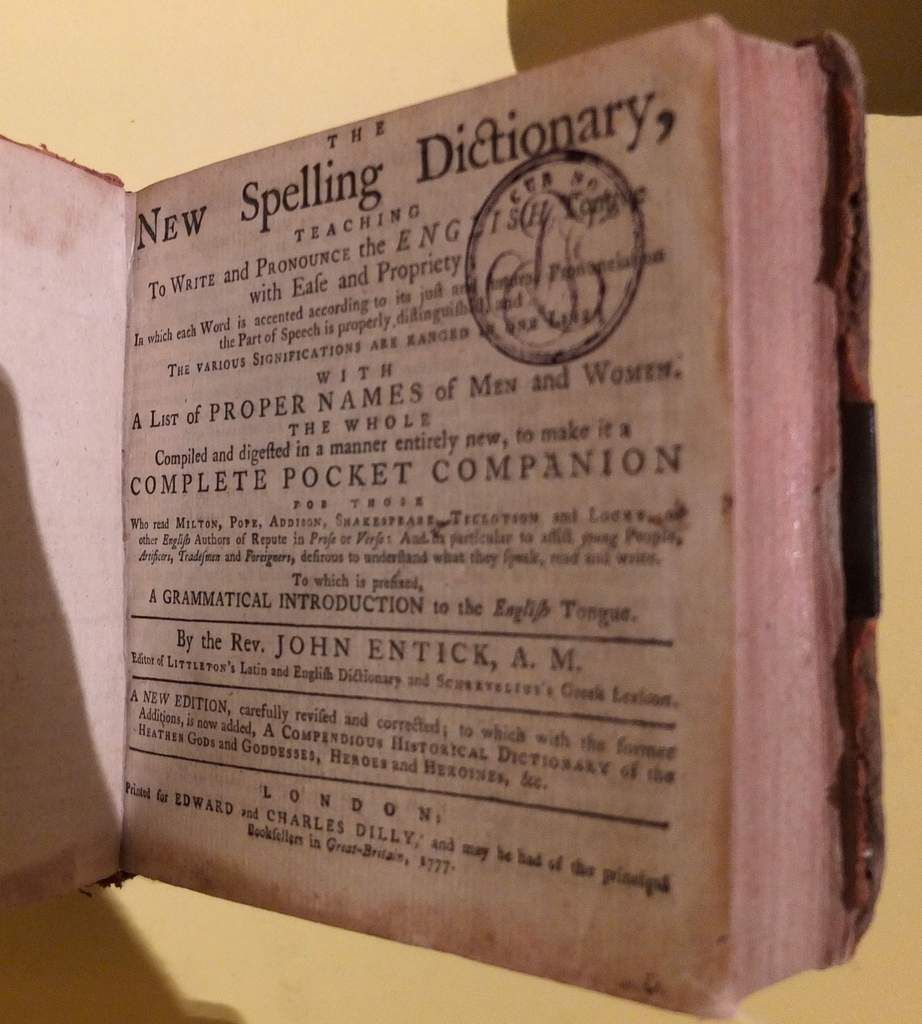 THE
NEW Spelling Dictionary,
TEACHING
To WRITE and PRONOUNCE the ENGLISH Tongue
with Eaſe and Propriety
In which each Word is accented according to its juſt and Pronunciation
the Part of Speech is properly diſtinguiſhed, and
THE VARIOUS SIGNIFICATIONS ARE RANGED IN ONE LINE;
WITH
A LIST of PROPER NAMES of MEN and WOMEN.
THE WHOLE
Compiled and digeſted in a manner entirely new, to make it a
COMPLETE POCKET COMPANION
FOR THOSE
Who read MILTON, POPE, ADDISON, SHAKESPEARE, TILLOTSON and LOCKE, or
other Engliſh Authors of Repute in Proſe or Verſe: And in particular to aſſiſt young People,
Artificers, Tradeſmen and Foreigners, deſirous to underſtand what they ſpeak, read and write.
To which is prefixed,
A GRAMMATICAL INTRODUCTION to the Engliſh Tongue.
By the Rev. JOHN ENTICK, A. M.
Editor of LITTLETON'S Latin and Engliſh Dictionary and SCHREVELIUS'S Greek Lexicon.
A NEW EDITION, carefully reviſed and corrected; to which with the former
Additions, is now added, A COMPENDIOUS HISTORICAL DICTIONARY of the
HEATHEN GODS and GODDESSES, HEROES and HEROINES, &c.
LONDON,
Printed for EDWARD and CHARLES DILLY, and may be had of the principal
Bookſellers in Great-Britain, 1777.